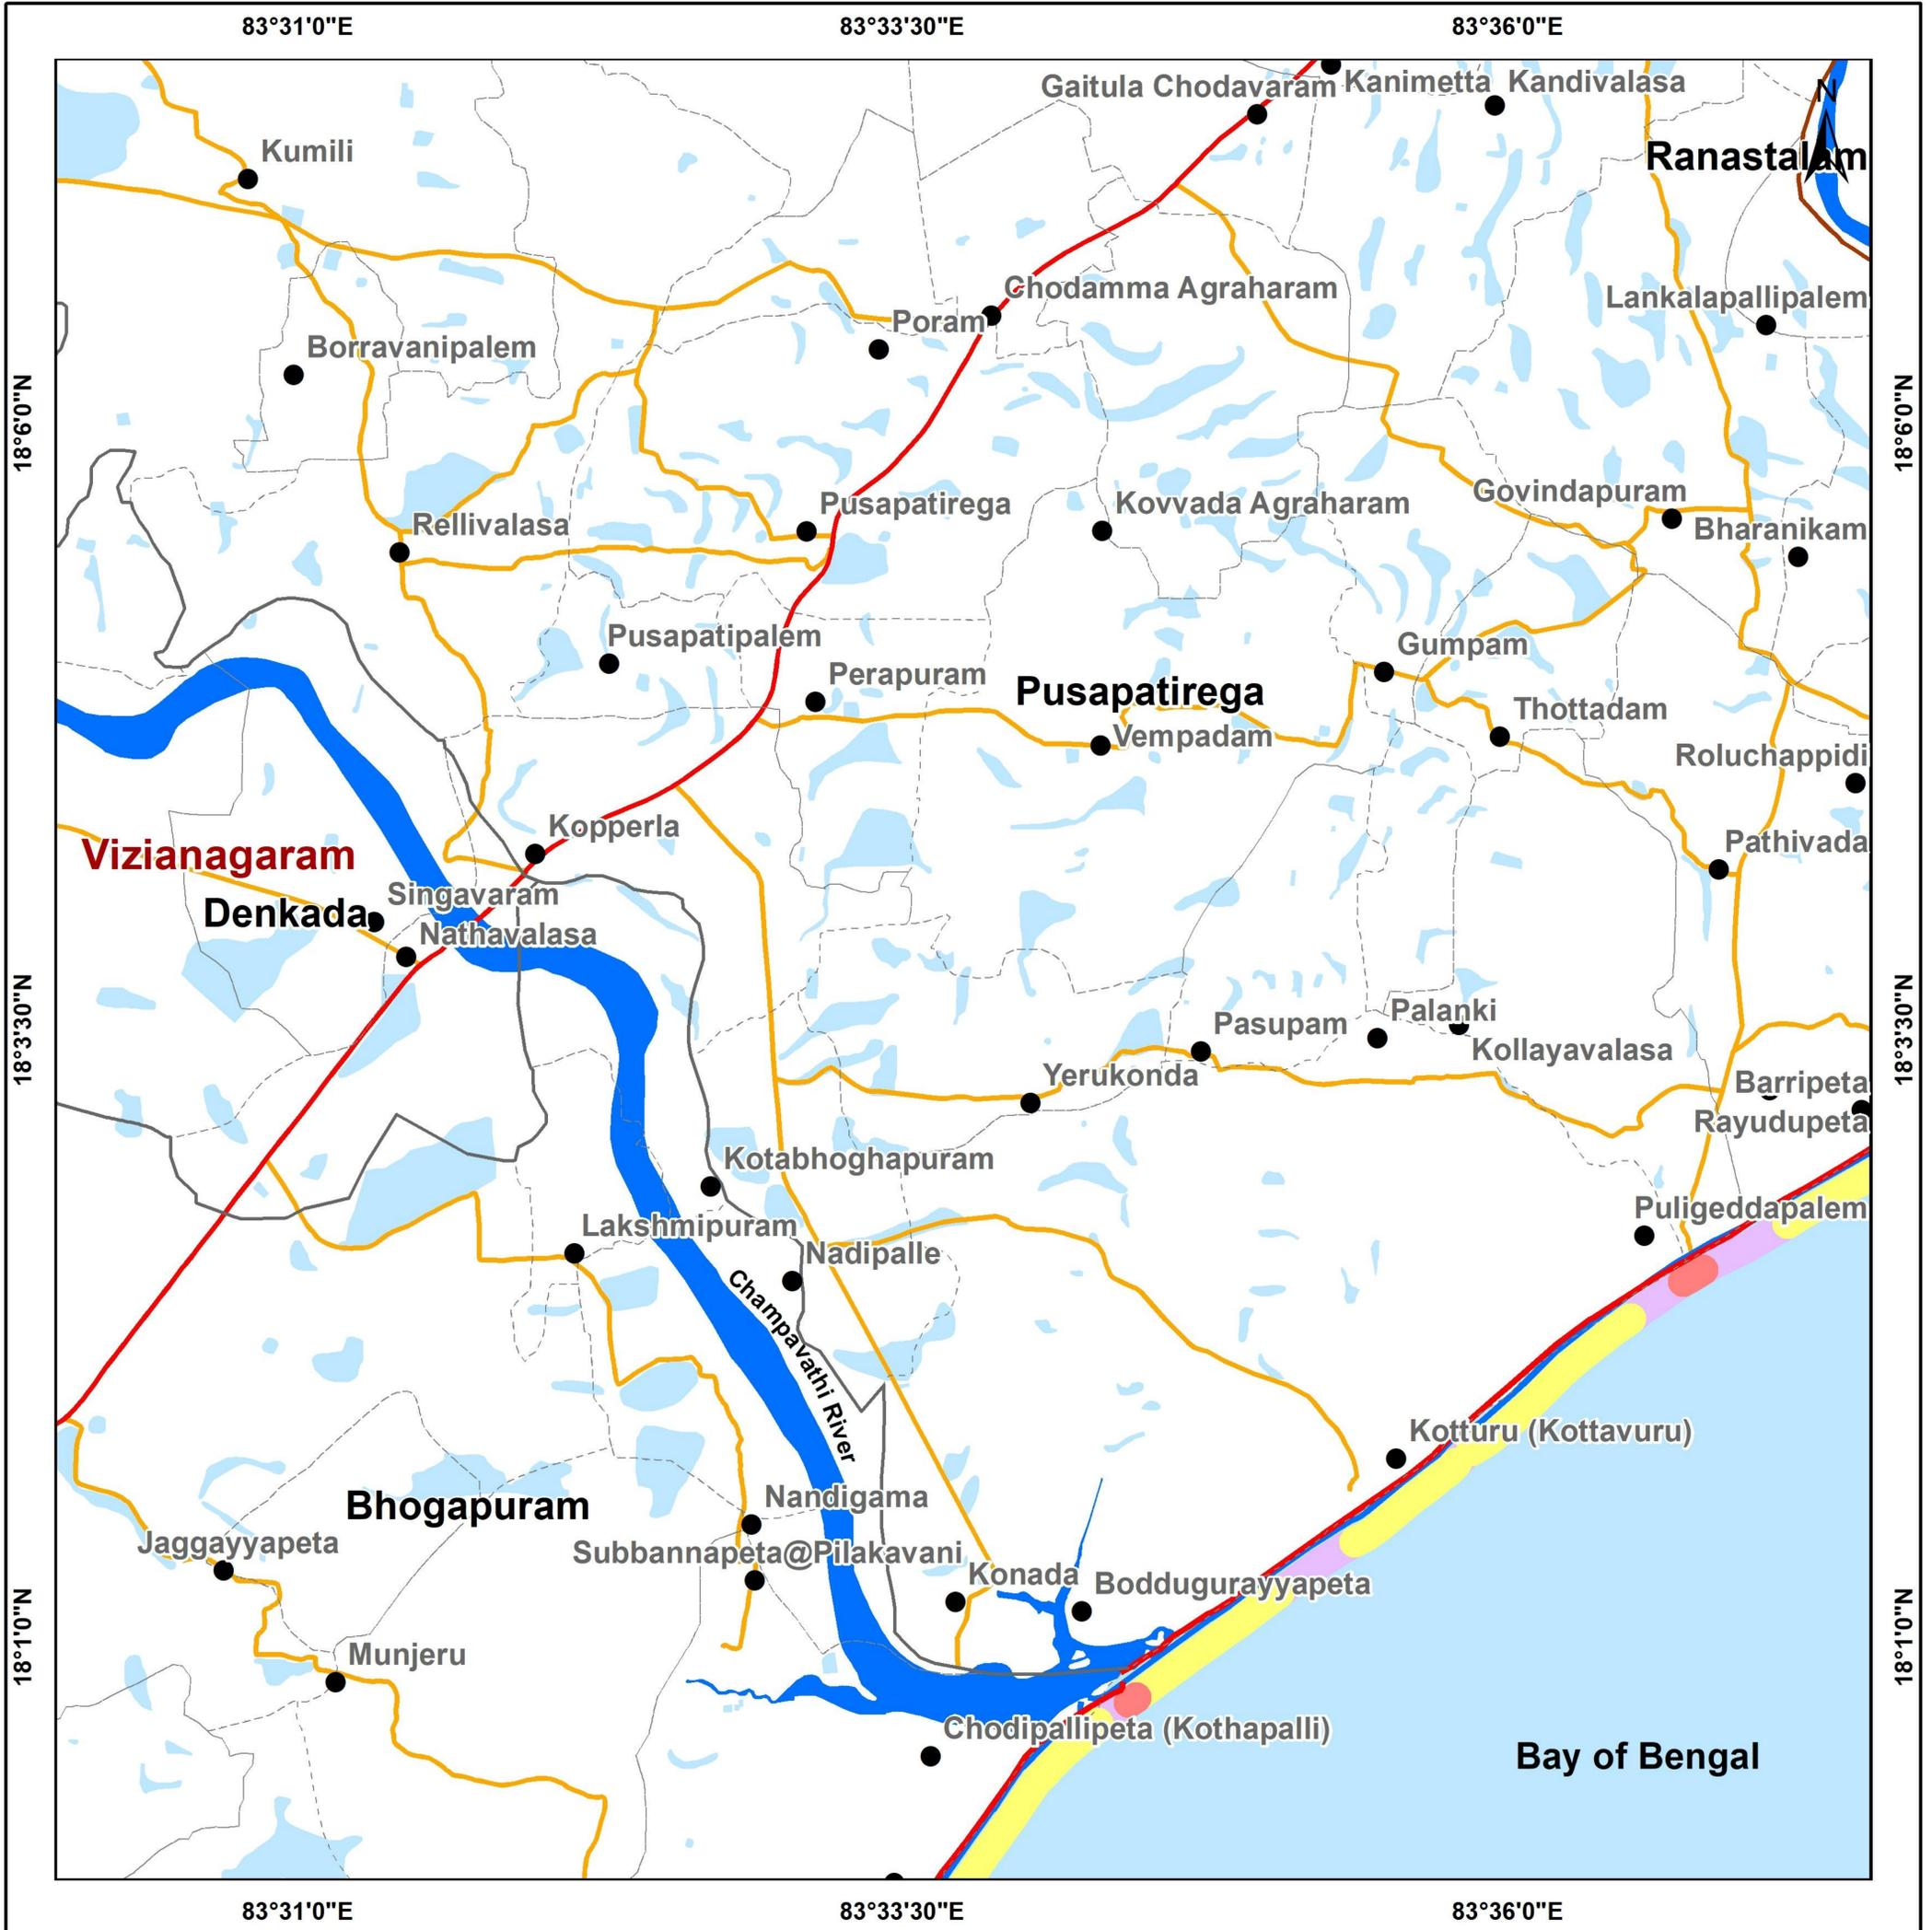 83°31'0"E
83°33'30"E
83°36'0"E
Gaitula Chodavaram
Kanimetta
Kandivalasa
N
Kumili
Ranastalam
Chodamma Agraharam
Lankalapallipalem
Poram
Borravanipalem
18°6'0"N
18°6'0"N
Govindapuram
Pusapatirega
Kovvada Agraharam
Rellivalasa
Bharanikam
Pusapatipalem
Gumpam
Perapuram
Pusapatirega
Thottadam
Vempadam
Roluchappidi
Kopperla
Pathivada
Vizianagaram
Singavaram
Denkada
Nathavalasa
Palanki
Pasupam
18°3'30"N
18°3'30"N
Kollayavalasa
Yerukonda
Barripeta
Rayudupeta
Kotabhoghapuram
Puligeddapalem
Lakshmipuram
Nadipalle
Champavathi River
Kotturu (Kottavuru)
Nandigama
Bhogapuram
Jaggayyapeta
Subbannapeta@Pilakavani
Konada
Boddugurayyapeta
18°1'0"N
18°1'0"N
Munjeru
Chodipallipeta (Kothapalli)
Bay of Bengal
83°31'0"E
83°33'30"E
83°36'0"E